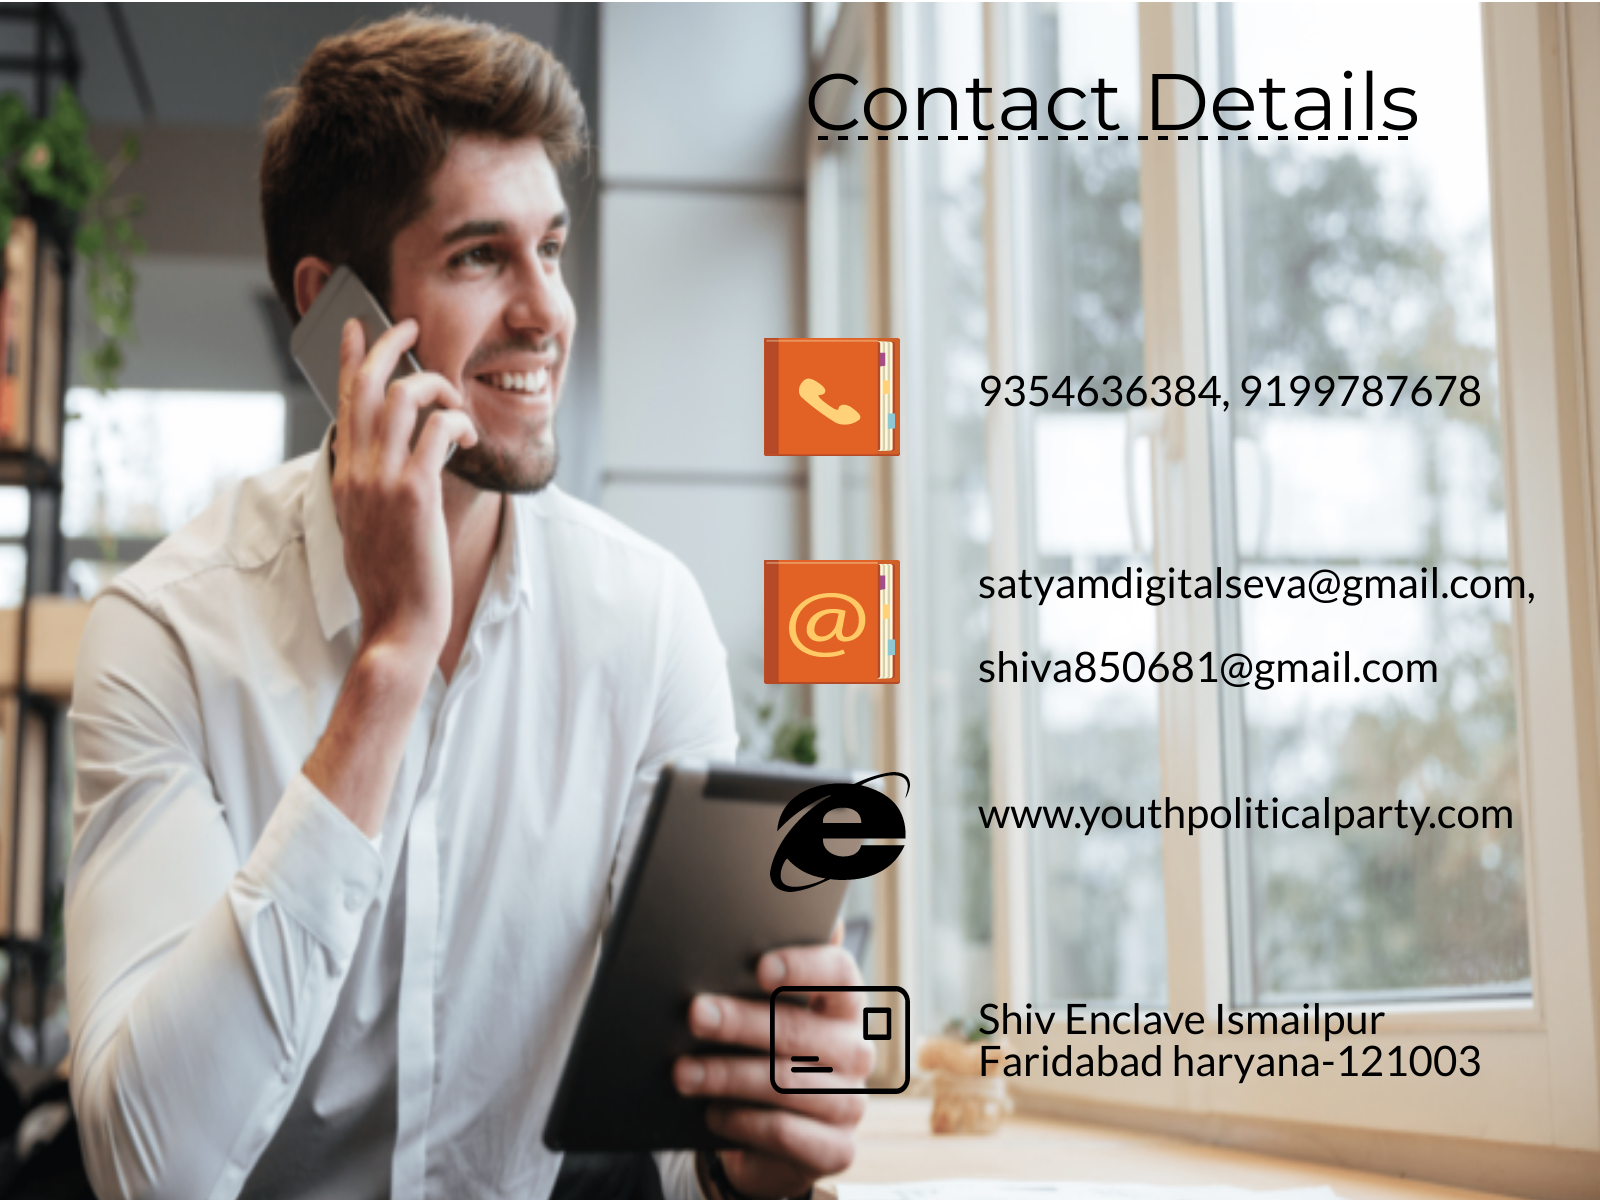 Contact Details
9354636384, 9199787678
satyamdigitalseva@gmail.com,
shiva850681@gmail.com
www.youthpoliticalparty.com
Shiv Enclave Ismailpur
Faridabad haryana-121003